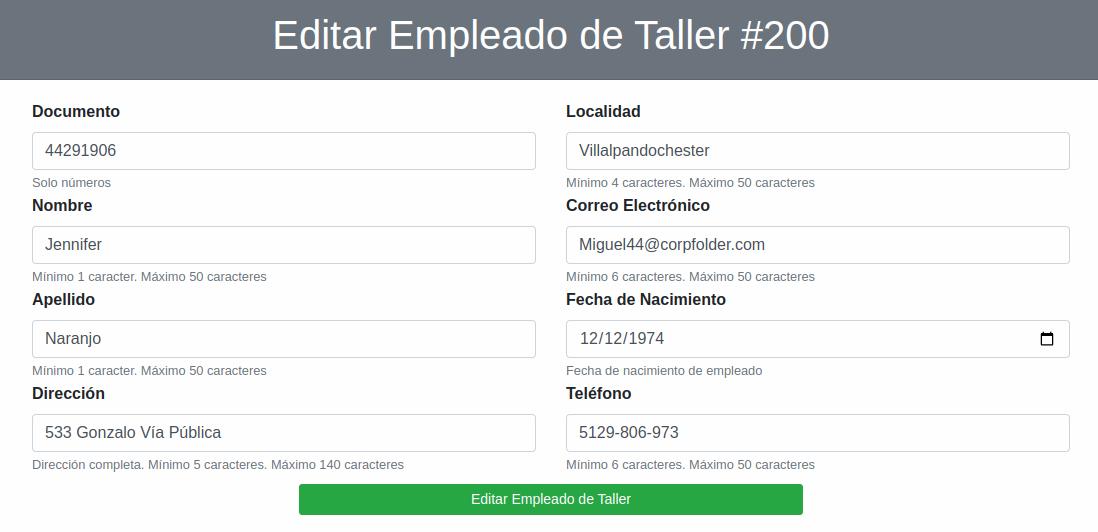 Editar Empleado de Taller #200
Documento
44291906
Solo números
Nombre
Jennifer
Mínimo 1 caracter. Máximo 50 caracteres
Apellido
Naranjo
Mínimo 1 caracter. Máximo 50 caracteres
Dirección
533 Gonzalo Vía Pública
Dirección completa. Mínimo 5 caracteres. Máximo 140 caracteres
Localidad
Villalpandochester
Mínimo 4 caracteres. Máximo 50 caracteres
Correo Electrónico
Miguel44@corpfolder.com
Mínimo 6 caracteres. Máximo 50 caracteres
Fecha de Nacimiento
12/12/1974
Fecha de nacimiento de empleado
Teléfono
5129-806-973
Mínimo 6 caracteres. Máximo 50 caracteres
Editar Empleado de Taller